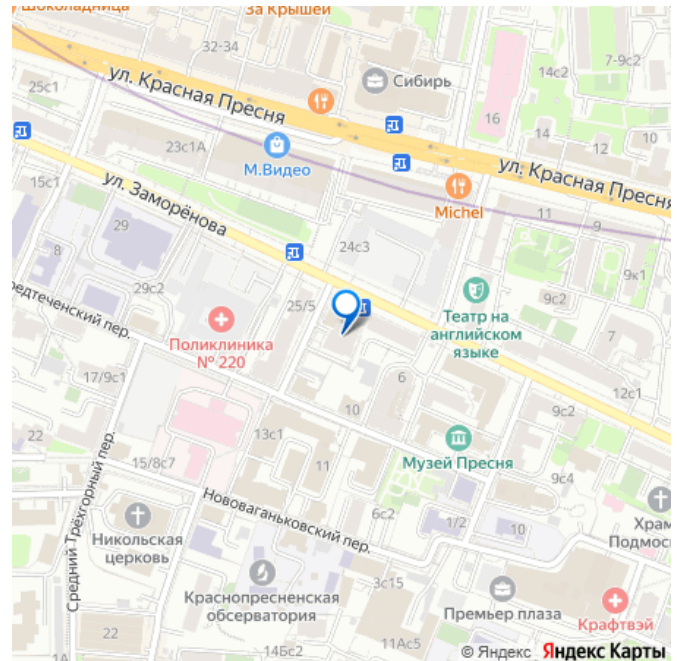 Шоколадница
За Крышей
32-34
7-9с2
ул. Красная Пресня
Сибирь
14с2
25с1
16
14
12
10
23с1А
М.Видео
ул. Красная Пресня
15с1
ул. Заморёнова
Michel
11
9
8
29
24с3
9к1
29с2
9с2
25/5
Театр на
английском
языке
7
редтеченский пер.
Поликлиника
№ 220
17/9с1
6
12с1
10
9с2
22
13с1
Музей Пресня
15/8с7
11
9с4
Нововаганьковский пер.
6с2
1/2
10
Храм
Подмос
Средний Трёхгорный пер.
Никольская
церковь
Краснопресненская
обсерватория
3с15
Премьер плаза
Крафтвэй
22
11Ас5
14Бс2
1А
© Яндекс Яндекс Карты